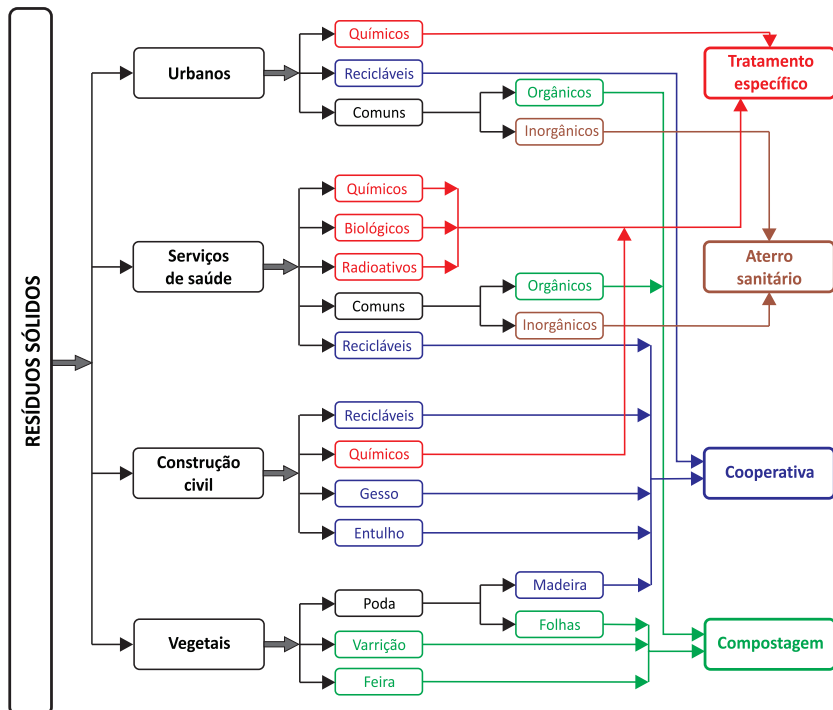 RESÍDUOS SÓLIDOS
Urbanos
Químicos
Recicláveis
Comuns
Orgânicos
Inorgânicos
Serviços
de saúde
Químicos
Biológicos
Radioativos
Comuns
Orgânicos
Inorgânicos
Recicláveis
Construção
civil
Recicláveis
Químicos
Gesso
Entulho
Vegetais
Poda
Madeira
Folhas
Varrição
Feira
Tratamento
específico
Aterro
sanitário
Cooperativa
Compostagem